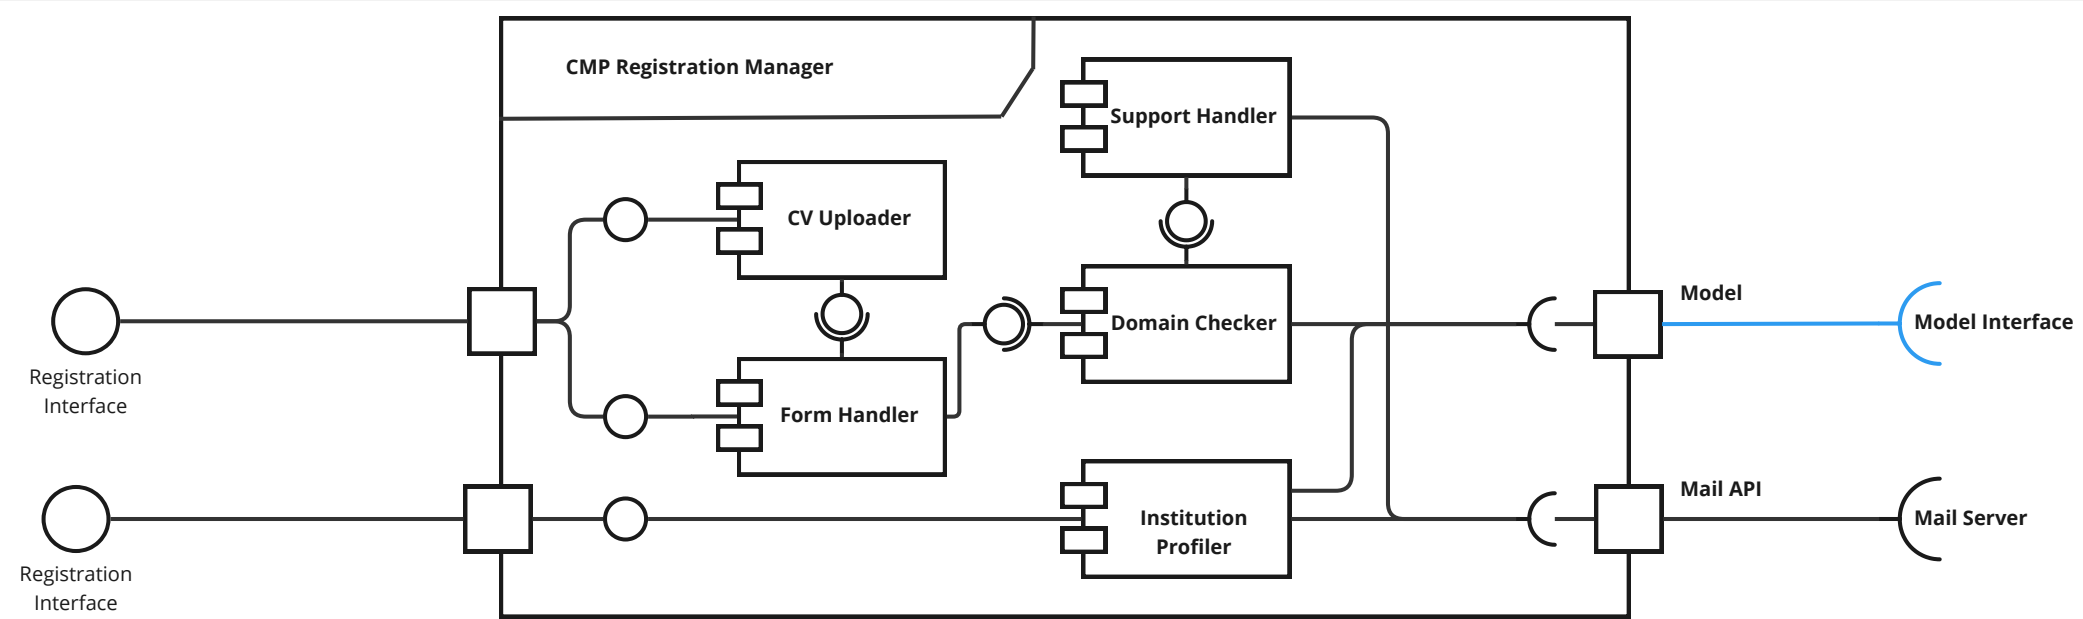 CMP Registration Manager
Support Handler
CV Uploader
Model
Domain Checker
Model Interface
Registration
Interface
Form Handler
Mail API
Institution
Profiler
Mail Server
Registration
Interface